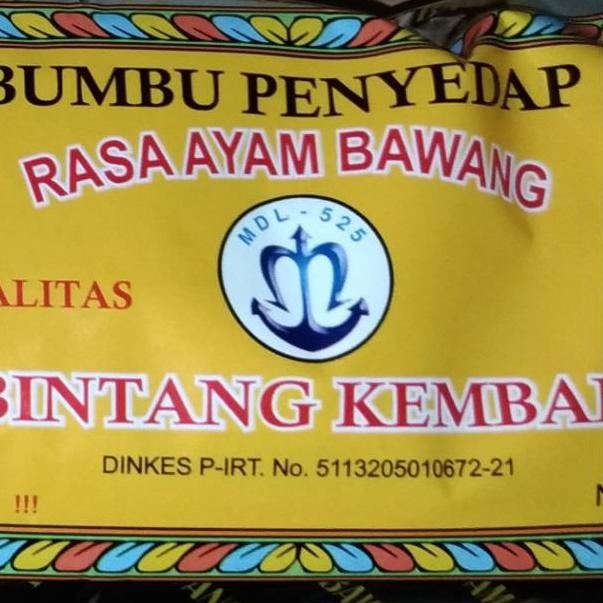 BUMBU PENYEDAP
RASA AYAM BAWANG
MDL - 525
ALITAS
BINTANG KEMBA
DINKES P-IRT. No. 5113205010672-21
!!!